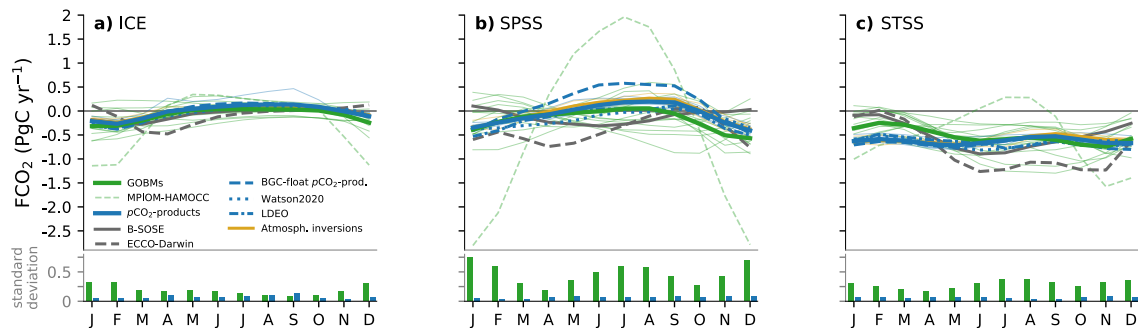 a) ICE
b) SPSS
c) STSS
FCO₂ (PgC yr⁻¹)
2
1.5
1
0.5
0.0
-0.5
-1.0
-1.5
-2.0
-2.5
GOBMs
MPIOM-HAMOCC
pCO₂-products
B-SOSE
ECCO-Darwin
BGC-float pCO₂-prod.
Watson2020
LDEO
Atmosph. inversions
standard
deviation
0.5
0
J F M A M J J A S O N D
J F M A M J J A S O N D
J F M A M J J A S O N D